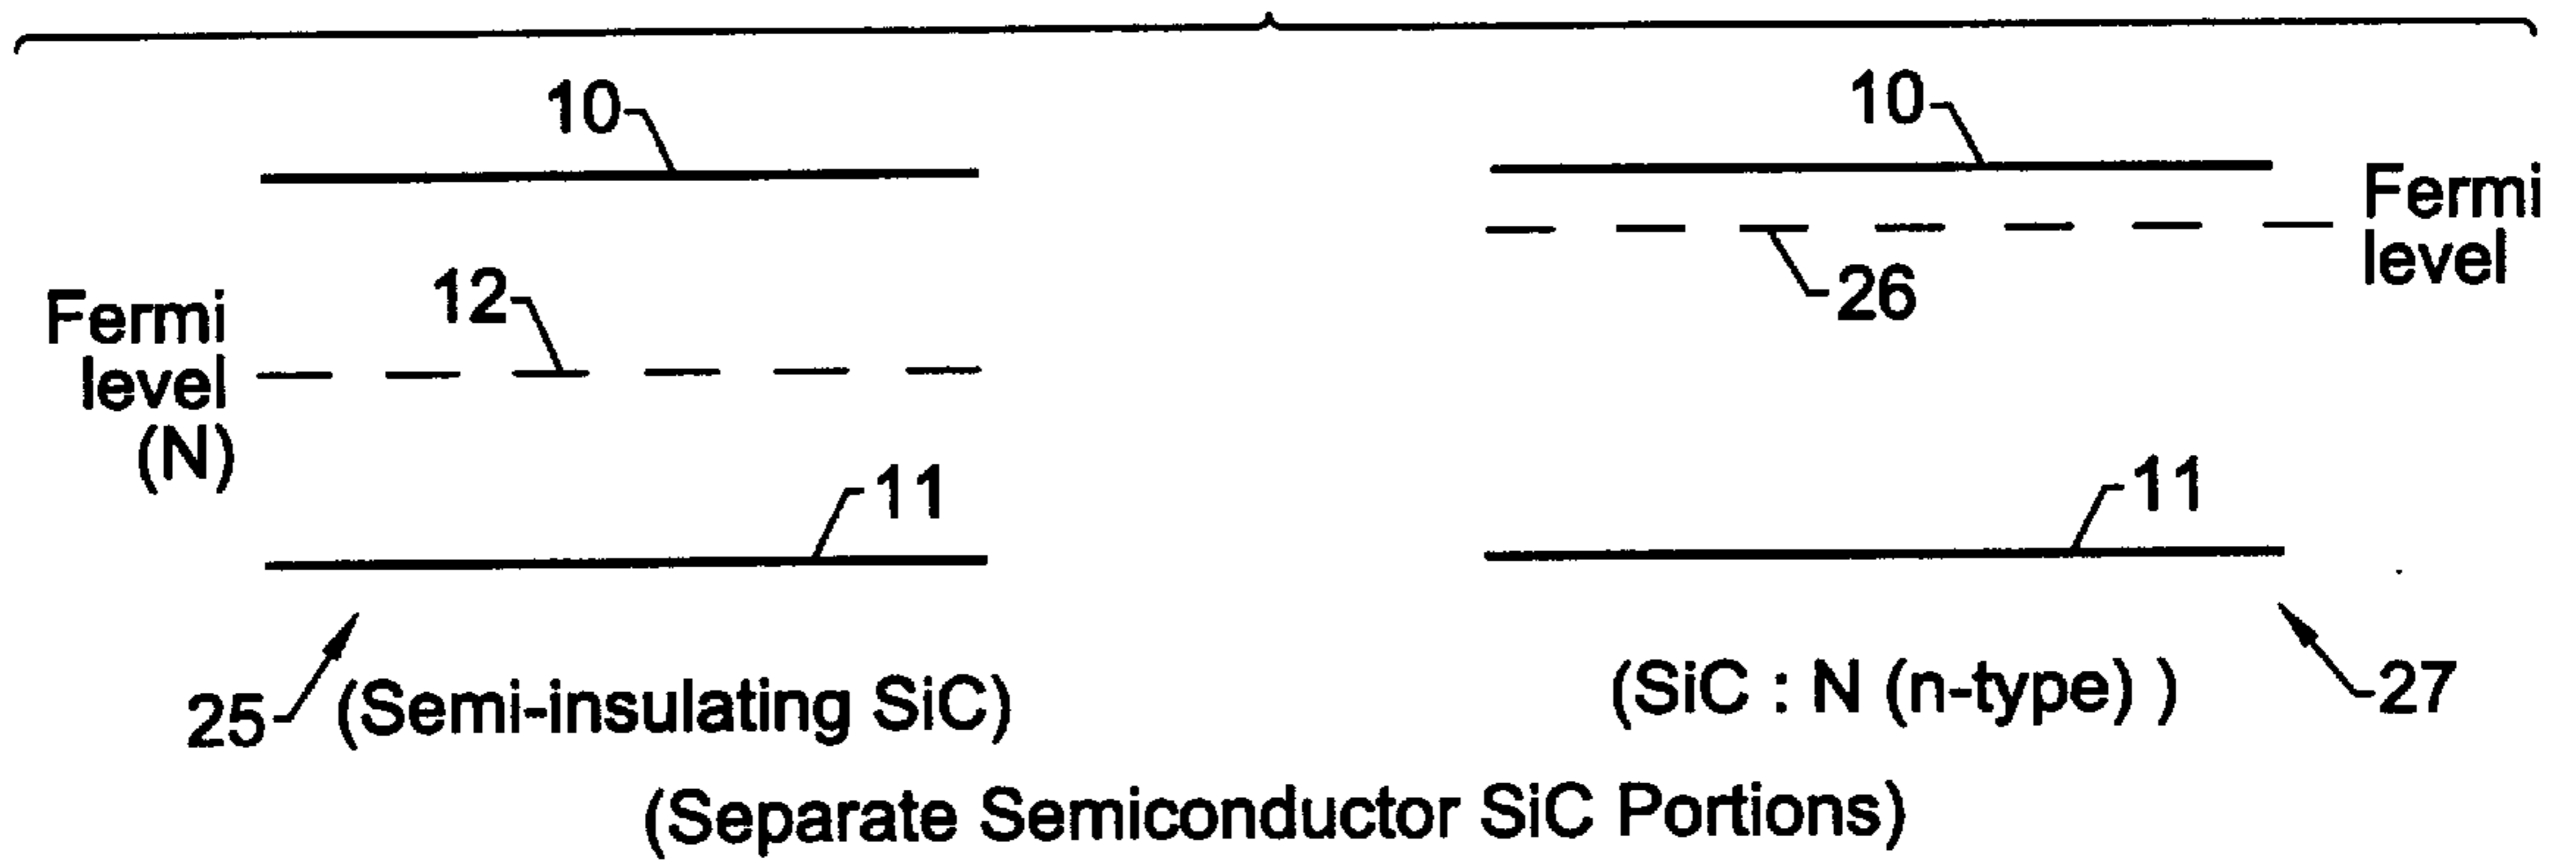 10
10
Fermi
level
12
26
Fermi
level
(N)
11
11
25
(Semi-insulating SiC)
(SiC : N (n-type) )
27
(Separate Semiconductor SiC Portions)